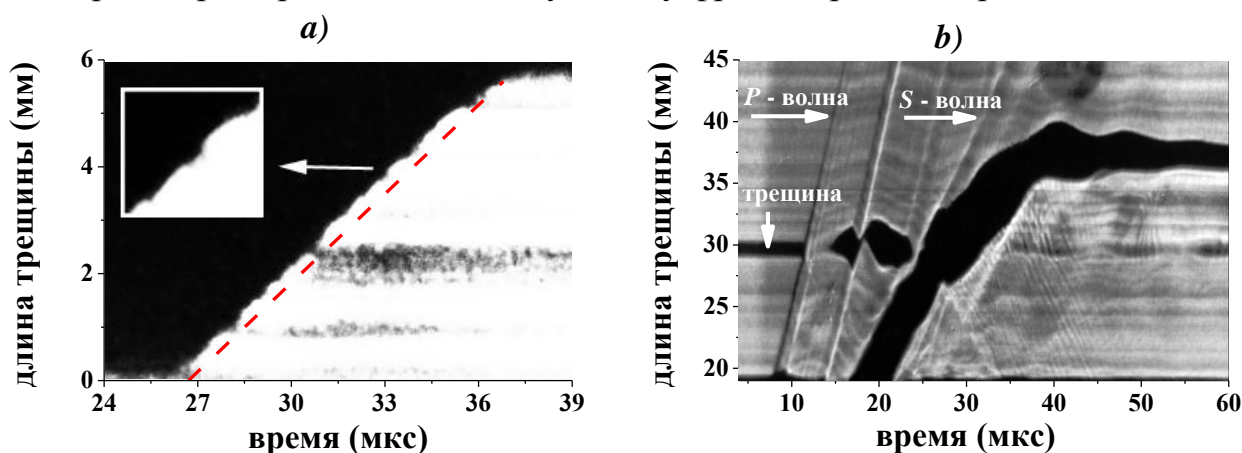 a)
b)
длина трещины (мм)
6
4
2
0
24
27
30
33
36
39
время (мкс)
длина трещины (мм)
45
40
35
30
25
20
P - волна
S - волна
трещина
10
20
30
40
50
60
время (мкс)